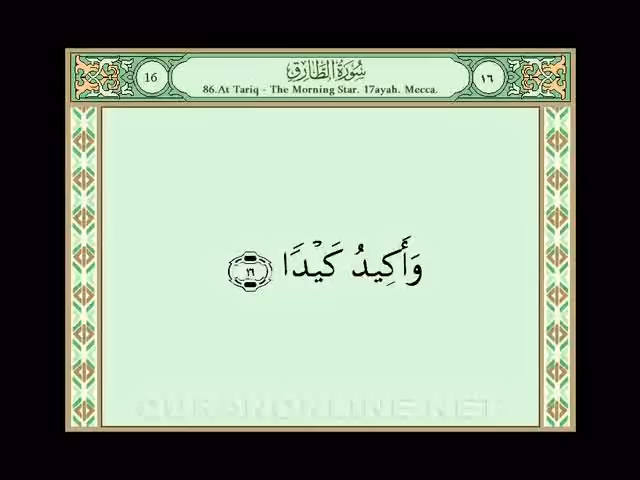 16
سُورَةُ الطَّارِقِ
86.At Tariq - The Morning Star. 17ayah. Mecca.
١٦
وَأَكِيدُ كَيْدًا ١٦
QURANONLINE.NET